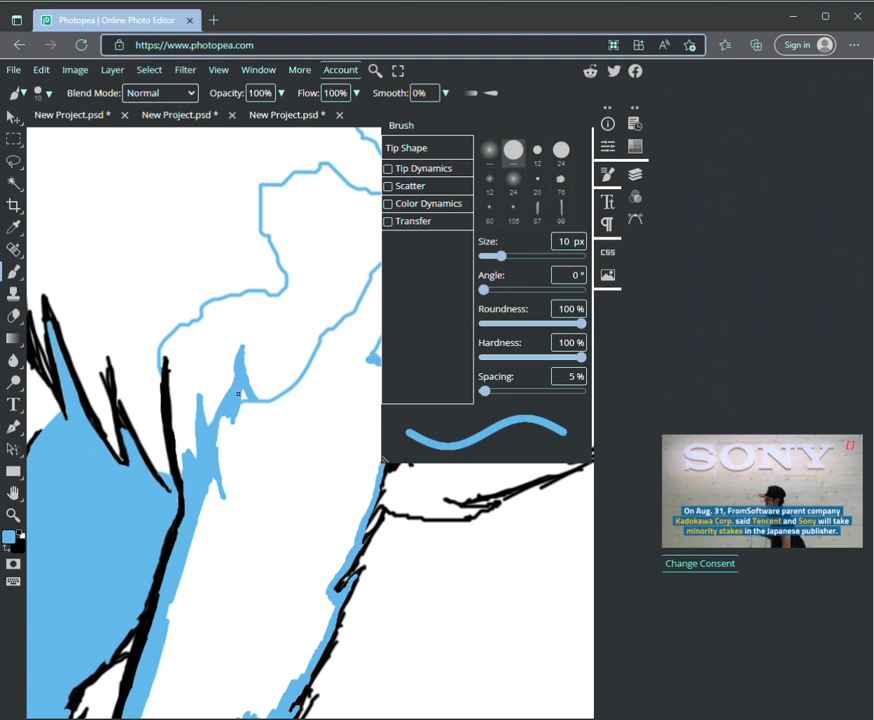 Photopea | Online Photo Editor
https://www.photopea.com
Sign in
File Edit Image Layer Select Filter View Window More Account
10 Blend Mode: Normal Opacity: 100% Flow: 100% Smooth: 0%
New Project.psd * New Project.psd * New Project.psd *
Brush
Tip Shape
Tip Dynamics
Scatter
Color Dynamics
Transfer
--- --- 12 24
12 24 20 76
80 105 87 99
Size: 10 px
Angle: 0 °
Roundness: 100 %
Hardness: 100 %
Spacing: 5 %
CSS
SONY
On Aug. 31, FromSoftware parent company
Kadokawa Corp. said Tencent and Sony will take
minority stakes in the Japanese publisher.
Change Consent